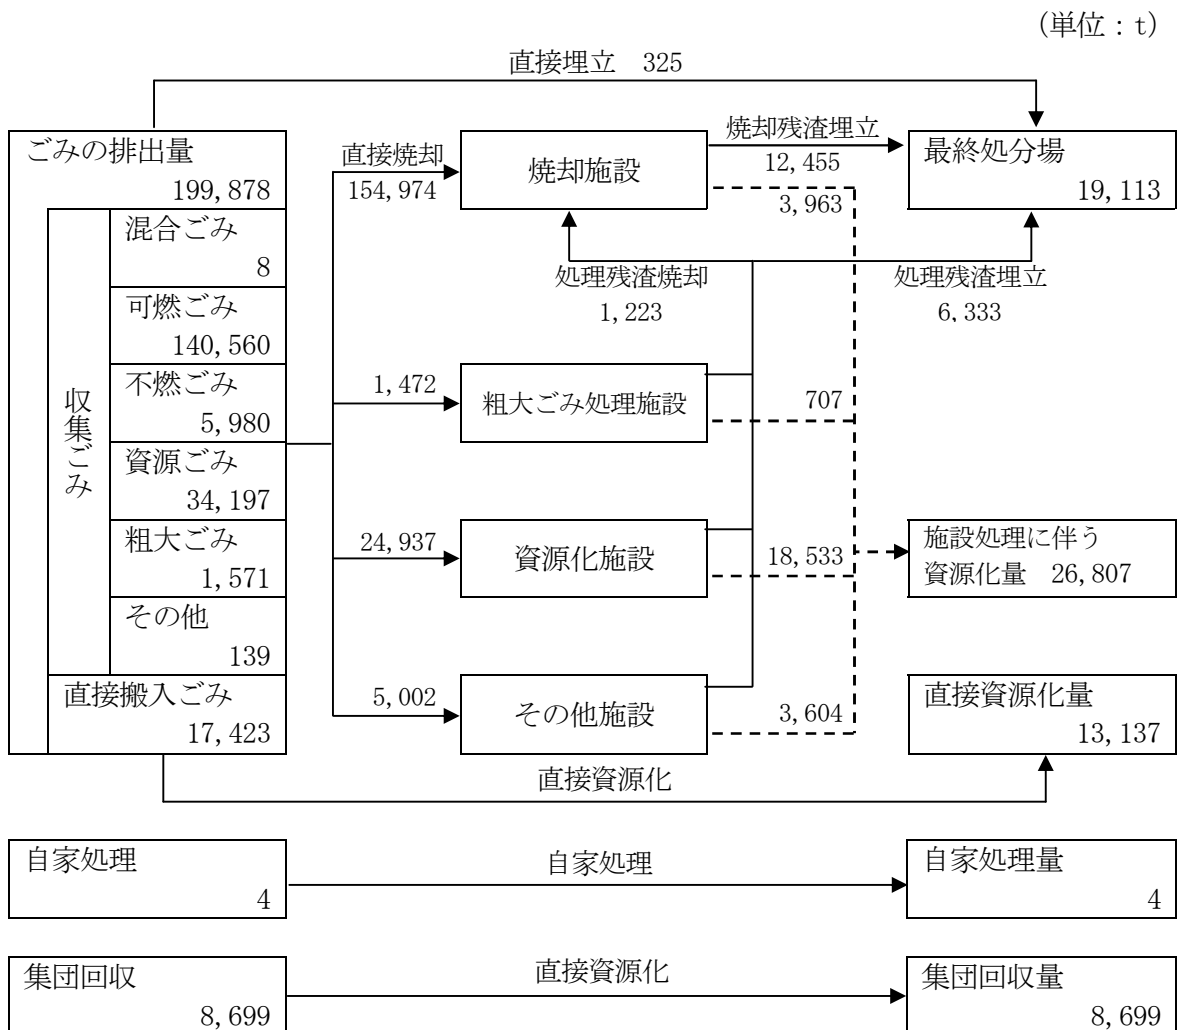 (単位：t)
直接埋立　325
ごみの排出量
199,878
混合ごみ
8
可燃ごみ
140,560
不燃ごみ
5,980
資源ごみ
34,197
粗大ごみ
1,571
その他
139
収集ごみ
直接搬入ごみ
17,423
直接焼却
154,974
焼却施設
焼却残渣埋立
12,455
3,963
最終処分場
19,113
処理残渣焼却
1,223
処理残渣埋立
6,333
1,472
粗大ごみ処理施設
707
24,937
資源化施設
18,533
施設処理に伴う
資源化量　26,807
5,002
その他施設
3,604
直接資源化量
13,137
直接資源化
自家処理
4
自家処理
自家処理量
4
集団回収
8,699
直接資源化
集団回収量
8,699